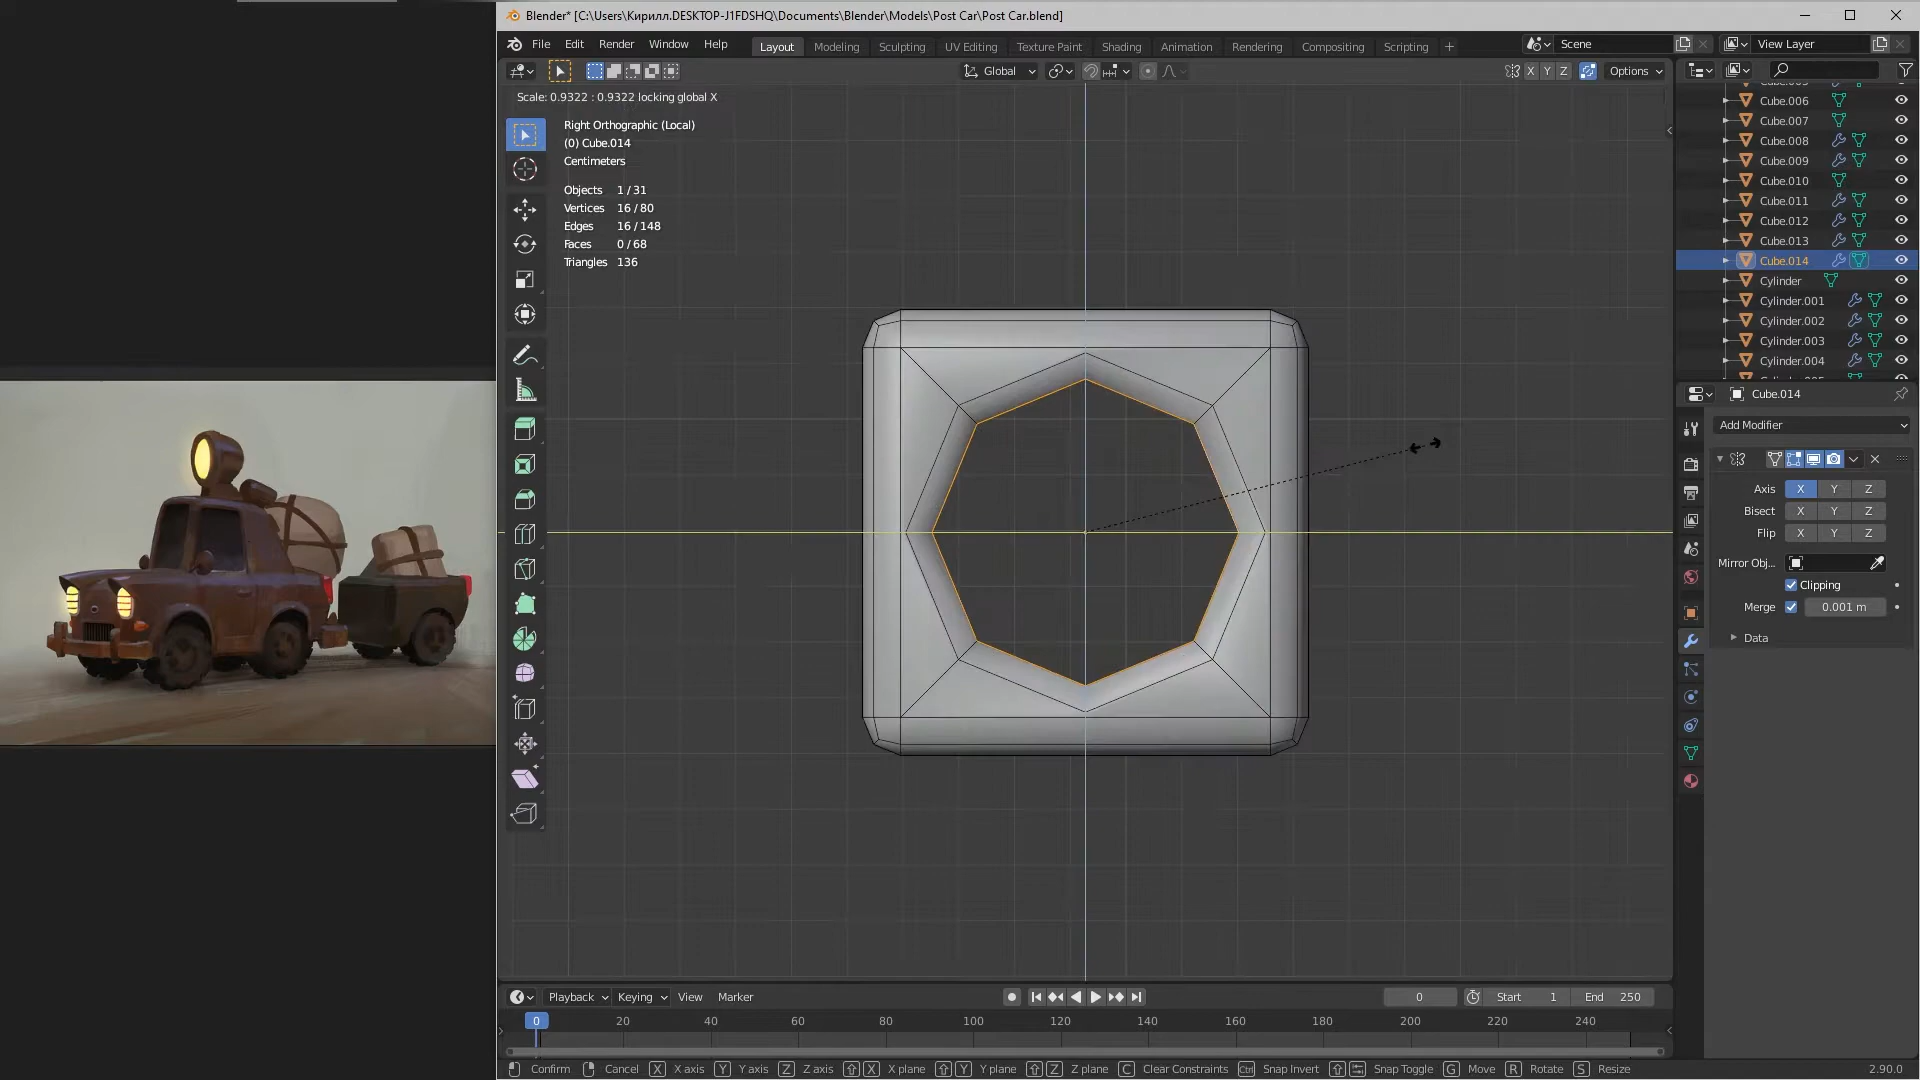 Blender* [C:\Users\Кирилл.DESKTOP-J1FDSHQ\Documents\Blender\Models\Post Car\Post Car.blend]
File Edit Render Window Help Layout Modeling Sculpting UV Editing Texture Paint Shading Animation Rendering Compositing Scripting + Scene View Layer
Global X Y Z Options
Scale: 0.9322 : 0.9322 locking global X
Right Orthographic (Local)
(0) Cube.014
Centimeters
Objects 1 / 31
Vertices 16 / 80
Edges 16 / 148
Faces 0 / 68
Triangles 136
Cube.006
Cube.007
Cube.008
Cube.009
Cube.010
Cube.011
Cube.012
Cube.013
Cube.014
Cylinder
Cylinder.001
Cylinder.002
Cylinder.003
Cylinder.004
Cube.014
Add Modifier
Axis X Y Z
Bisect X Y Z
Flip X Y Z
Mirror Obj...
Clipping
Merge 0.001 m
Data
Playback Keying View Marker 0 Start 1 End 250
0 20 40 60 80 100 120 140 160 180 200 220 240
Confirm Cancel X X axis Y Y axis Z Z axis X X plane Y Y plane Z Z plane C Clear Constraints Ctrl Snap Invert Snap Toggle G Move R Rotate S Resize 2.90.0